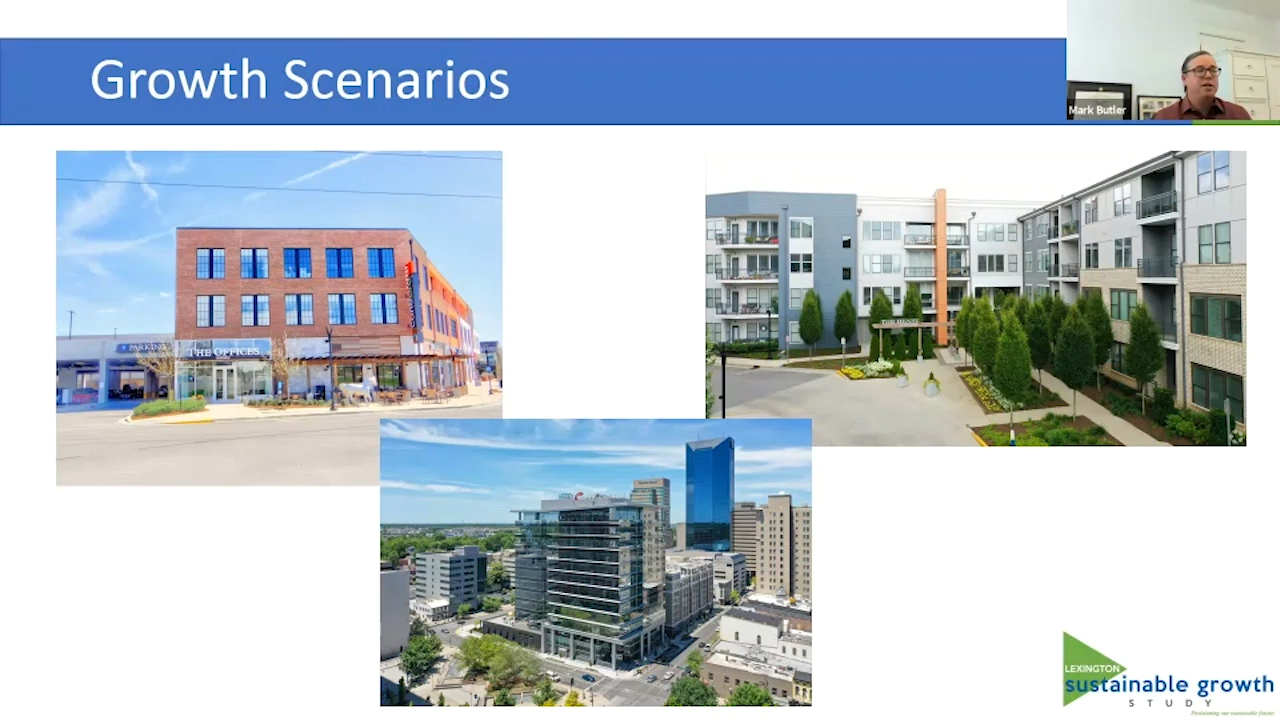 Growth Scenarios
Mark Butler
PARKING
THE OFFICES
LEXINGTON
sustainable growth
STUDY